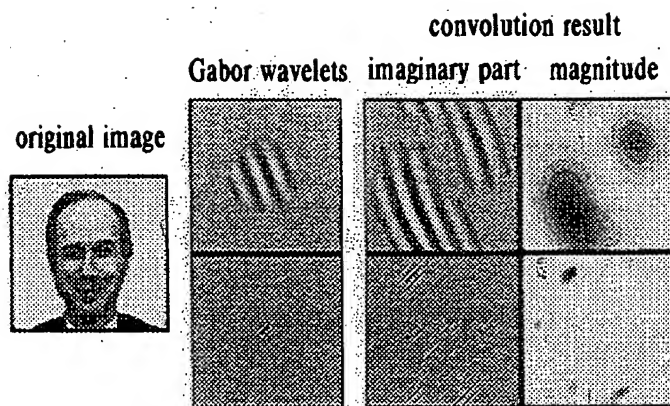 convolution result
Gabor wavelets imaginary part magnitude
original image